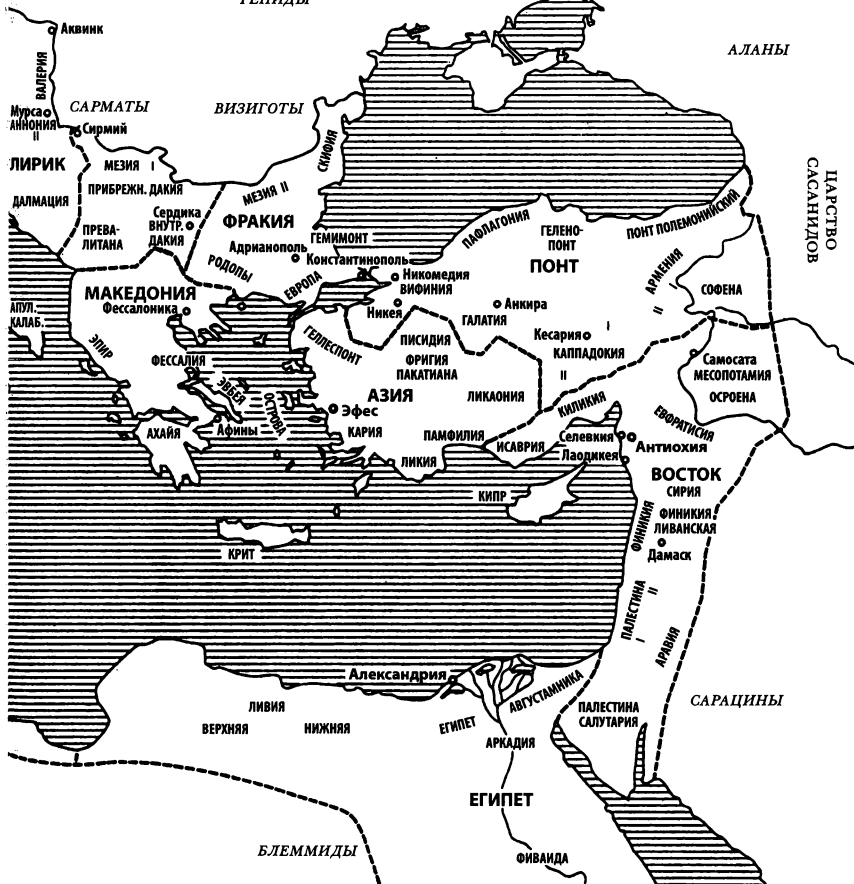 ГЕПИДЫ
Аквинк
АЛАНЫ
ВАЛЕРИЯ
Мурса
АННОНИЯ
II
САРМАТЫ
ВИЗИГОТЫ
Сирмий
СКИФИЯ
ЛИРИК
МЕЗИЯ I
ПРИБРЕЖН. ДАКИЯ
МЕЗИЯ II
ДАЛМАЦИЯ
ЦАРСТВО
САСАНИДОВ
ПРЕВА-
ЛИТАНА
Сердика
ВНУТР.
ДАКИЯ
ФРАКИЯ
ГЕМИМОНТ
Адрианополь
ПАФЛАГОНИЯ
ГЕЛЕНО-
ПОНТ
ПОНТ ПОЛЕМОНИЙСКИЙ
РОДОПЫ
ЕВРОПА
Константинополь
Никомедия
ВИФИНИЯ
Никея
ПОНТ
АРМЕНИЯ
I
II
СОФЕНА
МАКЕДОНИЯ
Фессалоника
АПУЛ.
КАЛАБ.
ЭПИР
ФЕССАЛИЯ
ЭВБЕЯ
ОСТРОВА
ГЕЛЛЕСПОНТ
Анкира
ГАЛАТИЯ
ПИСИДИЯ
ФРИГИЯ
ПАКАТИАНА
Кесария
I
КАППАДОКИЯ
II
Самосата
МЕСОПОТАМИЯ
ОСРОЕНА
АЗИЯ
ЛИКАОНИЯ
КИЛИКИЯ
ЕВФРАТИСИЯ
Эфес
АХАЙЯ
Афины
КАРИЯ
ПАМФИЛИЯ
ИСАВРИЯ
Селевкия
Антиохия
ЛИКИЯ
Лаодикея
ВОСТОК
СИРИЯ
КИПР
ФИНИКИЯ
ФИНИКИЯ
ЛИВАНСКАЯ
Дамаск
КРИТ
ПАЛЕСТИНА
II
I
АРАВИЯ
Александрия
АВГУСТАМНИКА
САРАЦИНЫ
ПАЛЕСТИНА
САЛУТАРИЯ
ЛИВИЯ
ВЕРХНЯЯ
НИЖНЯЯ
ЕГИПЕТ
АРКАДИЯ
ЕГИПЕТ
БЛЕММИДЫ
ФИВАИДА